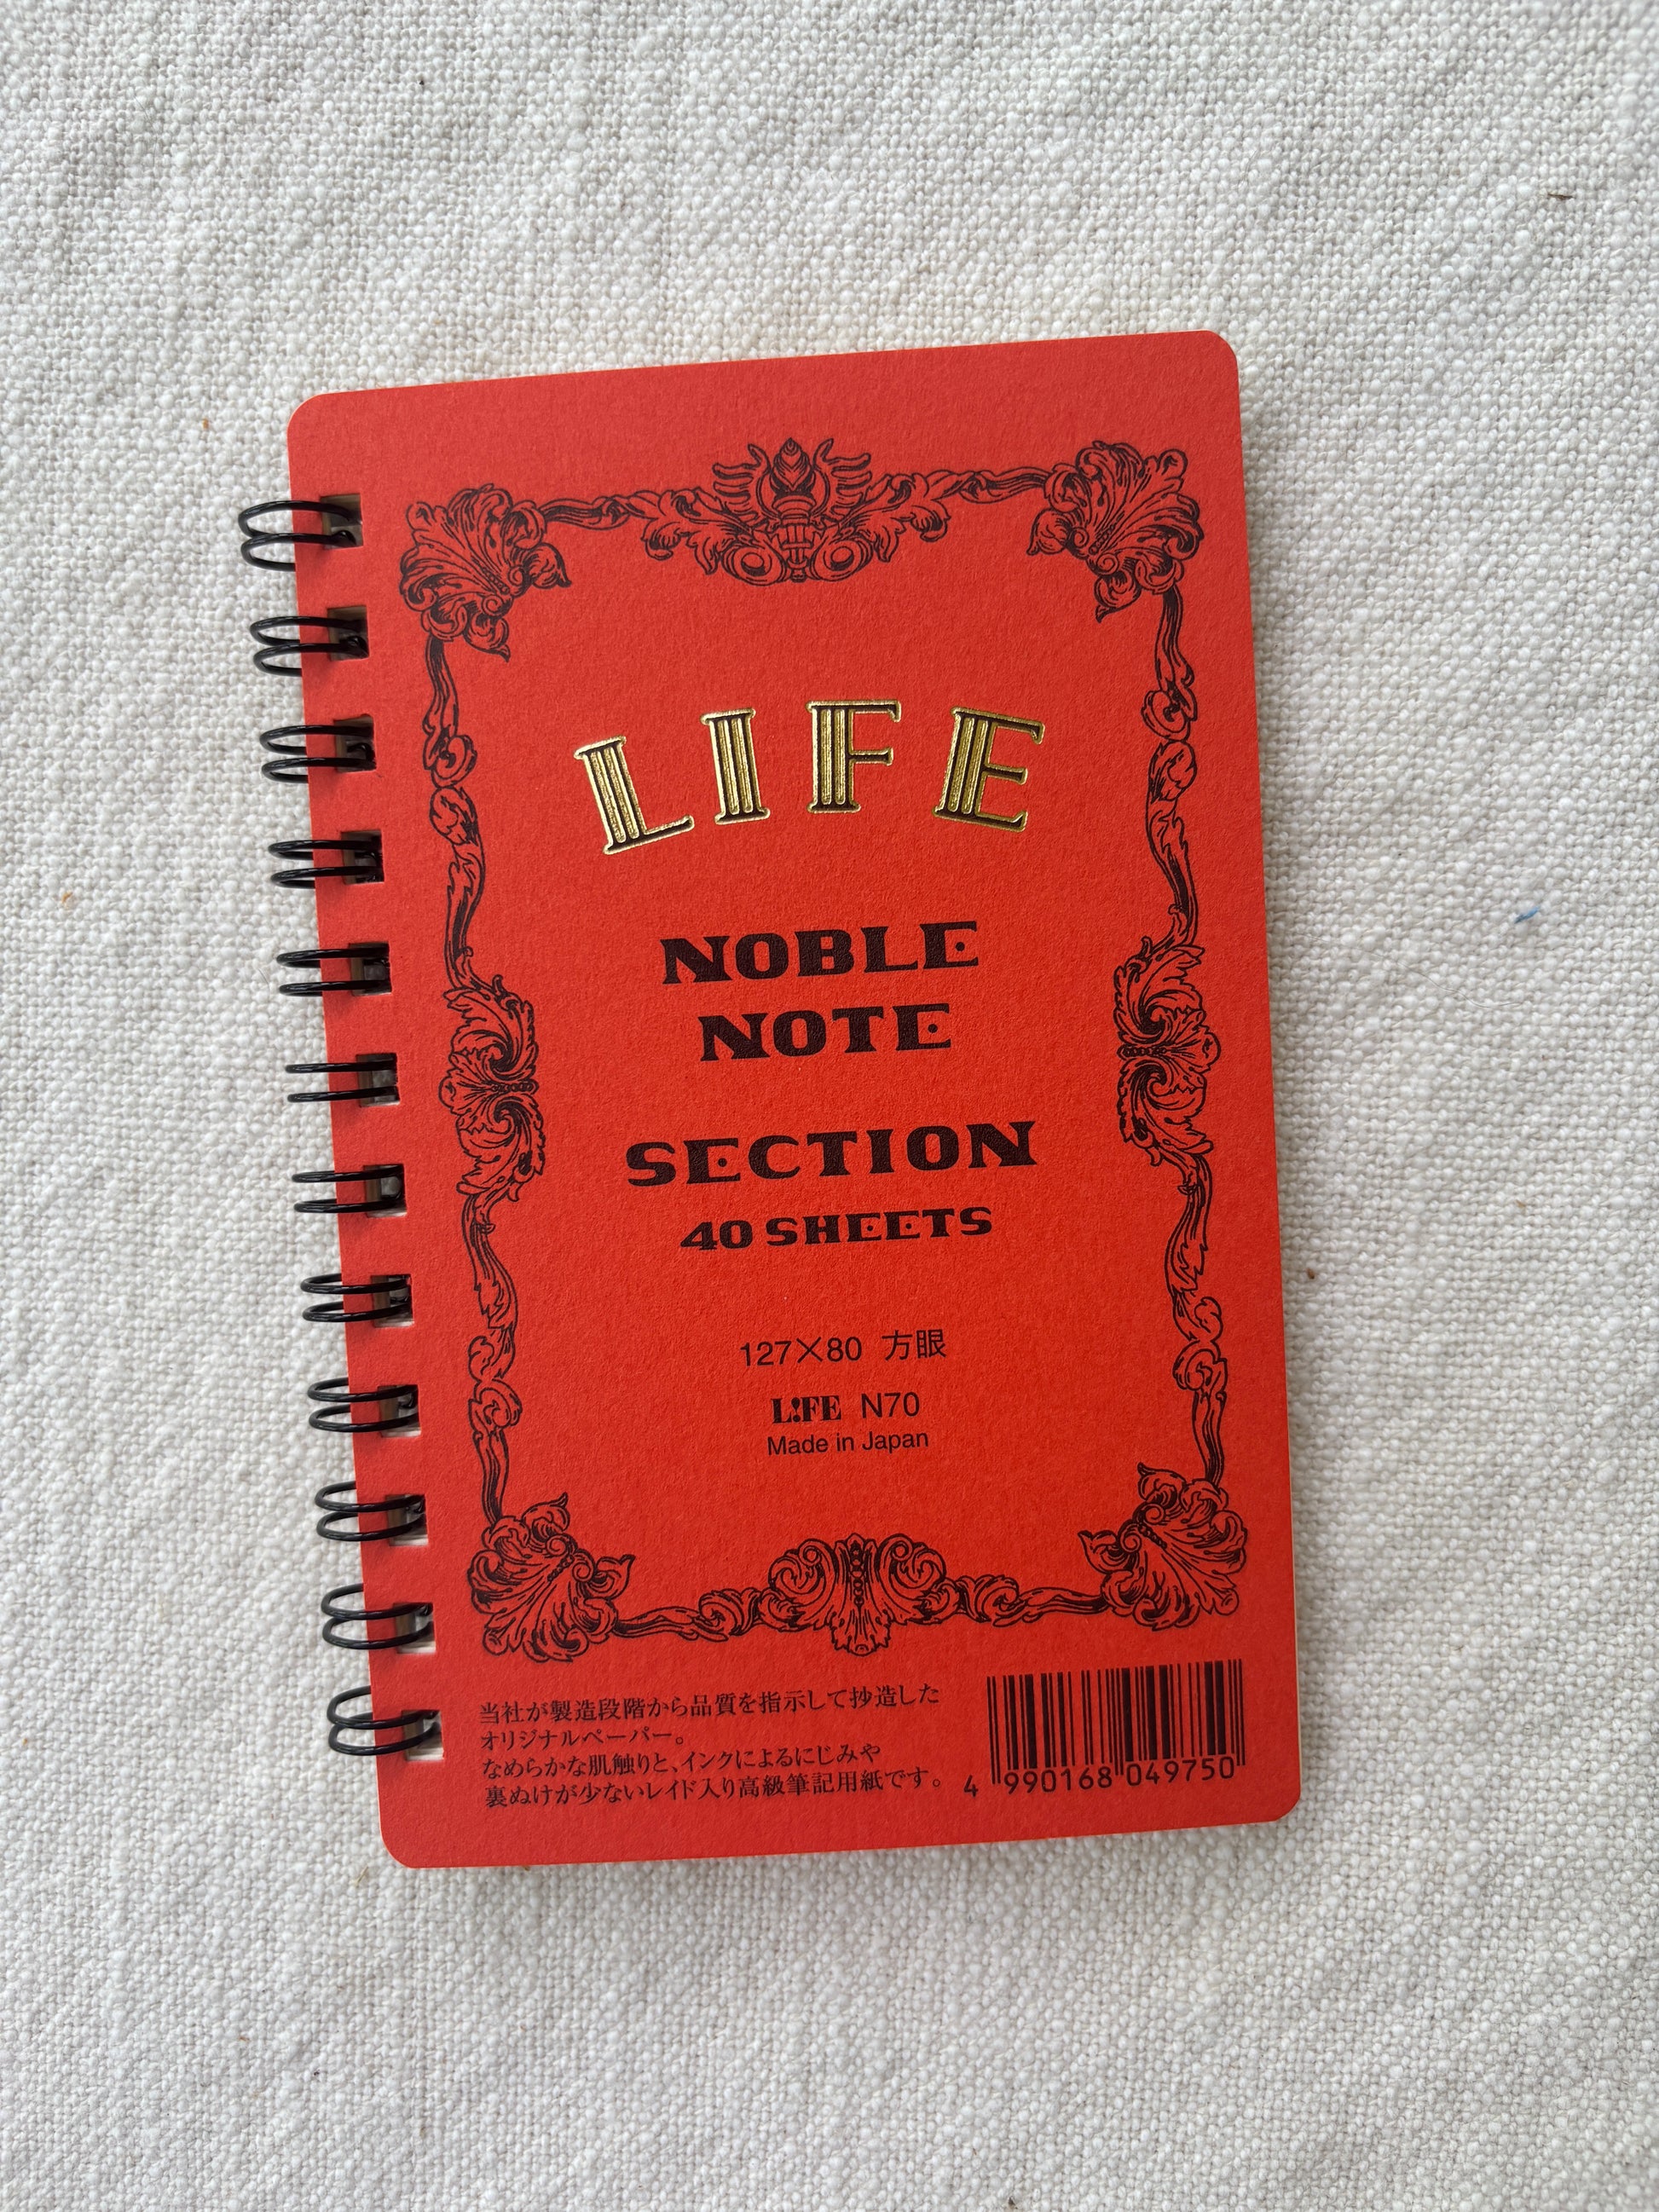 LIFE
NOBLE
NOTE
SECTION
40 SHEETS
127×80 方眼
L!FE N70
Made in Japan
当社が製造段階から品質を指示して抄造した
オリジナルペーパー。
なめらかな肌触りと、インクによるにじみや
裏ぬけが少ないレイド入り高級筆記用紙です。
4 990168 049750